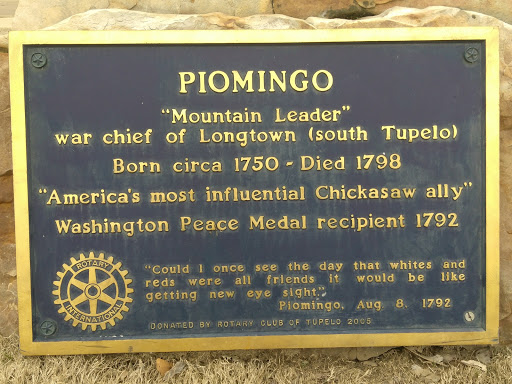 PIOMINGO
"Mountain Leader"
war chief of Longtown (south Tupelo)
Born circa 1750 - Died 1798
"America's most influential Chickasaw ally"
Washington Peace Medal recipient 1792
"Could I once see the day that whites and
reds were all friends it would be like
getting new eye sight."
Piomingo, Aug. 8, 1792
ROTARY
INTERNATIONAL
DONATED BY ROTARY CLUB OF TUPELO 2005